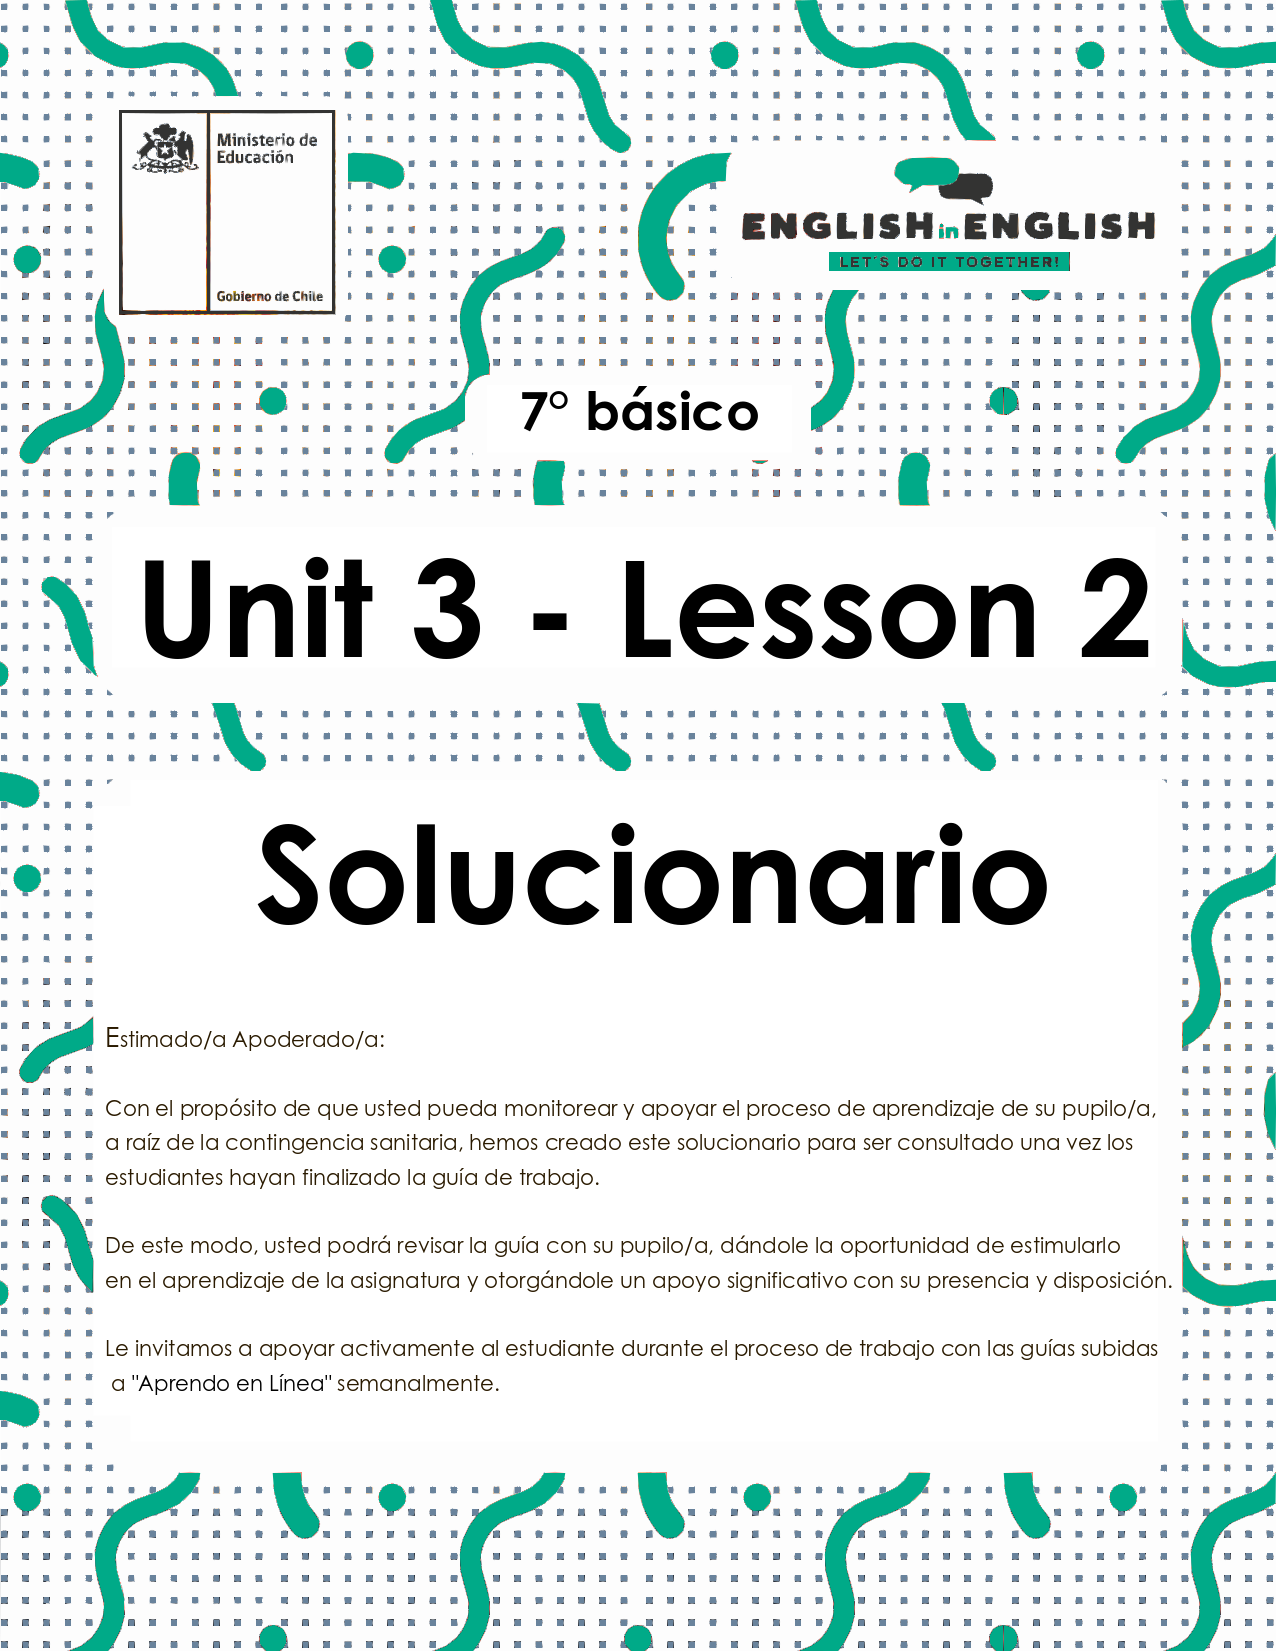 Ministerio de
Educación
Gobierno de Chile
ENGLISH in ENGLISH
LET'S DO IT TOGETHER!
7° básico
Unit 3 - Lesson 2
Solucionario
Estimado/a Apoderado/a:
Con el propósito de que usted pueda monitorear y apoyar el proceso de aprendizaje de su pupilo/a,
a raíz de la contingencia sanitaria, hemos creado este solucionario para ser consultado una vez los
estudiantes hayan finalizado la guía de trabajo.
De este modo, usted podrá revisar la guía con su pupilo/a, dándole la oportunidad de estimularlo
en el aprendizaje de la asignatura y otorgándole un apoyo significativo con su presencia y disposición.
Le invitamos a apoyar activamente al estudiante durante el proceso de trabajo con las guías subidas
a "Aprendo en Línea" semanalmente.